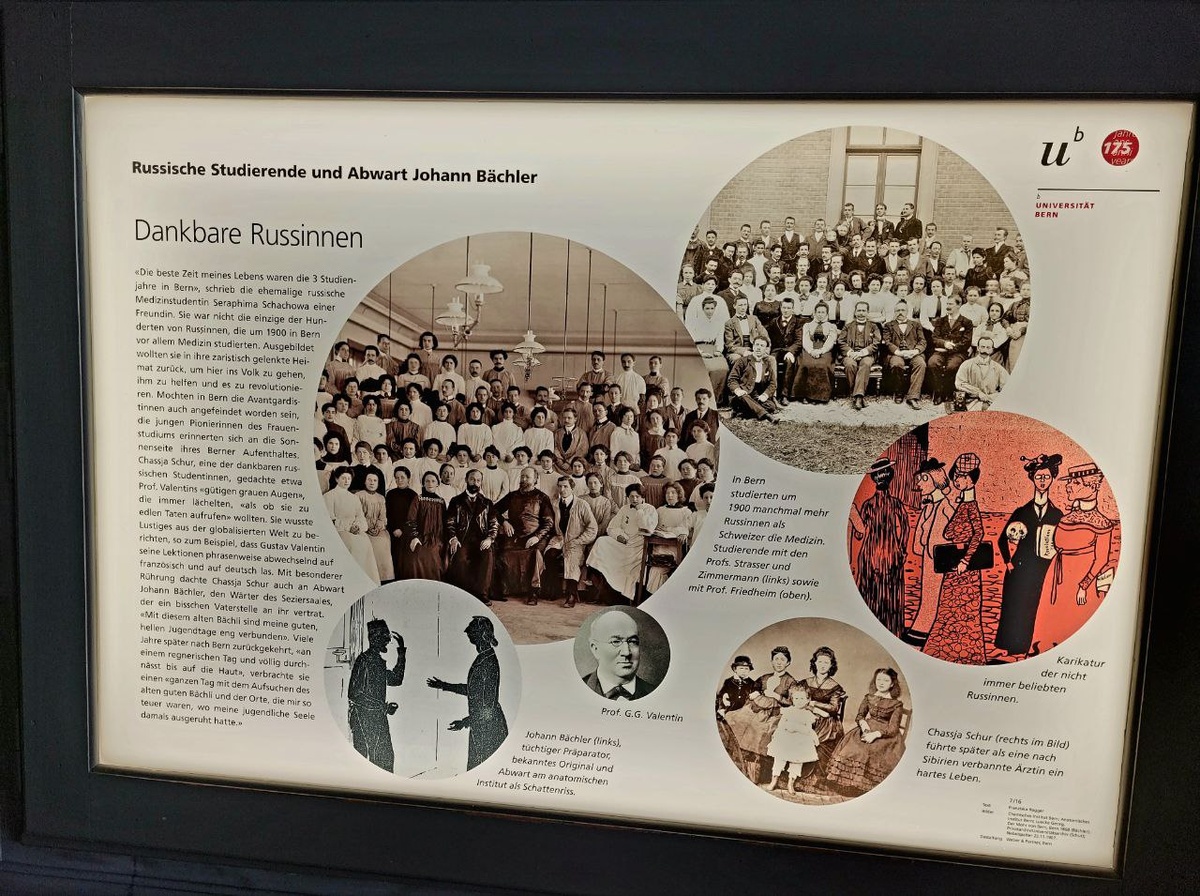 Russische Studierende und Abwart Johann Bächler
Dankbare Russinnen
«Die beste Zeit meines Lebens waren die 3 Studien-
jahre in Bern», schrieb die ehemalige russische
Medizinstudentin Seraphima Schachowa einer
Freundin. Sie war nicht die einzige der Hun-
derten von Russinnen, die um 1900 in Bern
vor allem Medizin studierten. Ausgebildet
wollten sie in ihre zaristisch gelenkte Hei-
mat zurück, um hier ins Volk zu gehen,
ihm zu helfen und es zu revolutionie-
ren. Mochten in Bern die Avantgardis-
tinnen auch angefeindet worden sein,
die jungen Pionierinnen des Frauen-
studiums erinnerten sich an die Son-
nenseite ihres Berner Aufenthaltes.
Chassja Schur, eine der dankbaren rus-
sischen Studentinnen, gedachte etwa
Prof. Valentins «gütigen grauen Augen»,
die immer lächelten, «als ob sie zu
edlen Taten aufrufen» wollten. Sie wusste
Lustiges aus der globalisierten Welt zu be-
richten, so zum Beispiel, dass Gustav Valentin
seine Lektionen phrasenweise abwechselnd auf
französisch und auf deutsch las. Mit besonderer
Rührung dachte Chassja Schur auch an Abwart
Johann Bächler, den Wärter des Seziersaales,
der ein bisschen Vaterstelle an ihr vertrat.
«Mit diesem alten Bächli sind meine guten,
hellen Jugendtage eng verbunden». Viele
Jahre später nach Bern zurückgekehrt, «an
einem regnerischen Tag und völlig durch-
nässt bis auf die Haut», verbrachte sie
einen «ganzen Tag mit dem Aufsuchen des
alten guten Bächli und der Orte, die mir so
teuer waren, wo meine jugendliche Seele
damals ausgeruht hatte.»
u b
175
UNIVERSITÄT
BERN
In Bern
studierten um
1900 manchmal mehr
Russinnen als
Schweizer die Medizin.
Studierende mit den
Profs. Strasser und
Zimmermann (links) sowie
mit Prof. Friedheim (oben).
Karikatur
der nicht
immer beliebten
Russinnen.
Prof. G.G. Valentin
Johann Bächler (links),
tüchtiger Präparator,
bekanntes Original und
Abwart am anatomischen
Institut als Schattenriss.
Chassja Schur (rechts im Bild)
führte später als eine nach
Sibirien verbannte Ärztin ein
hartes Leben.
7/16
Text
Bilder
Gestaltung